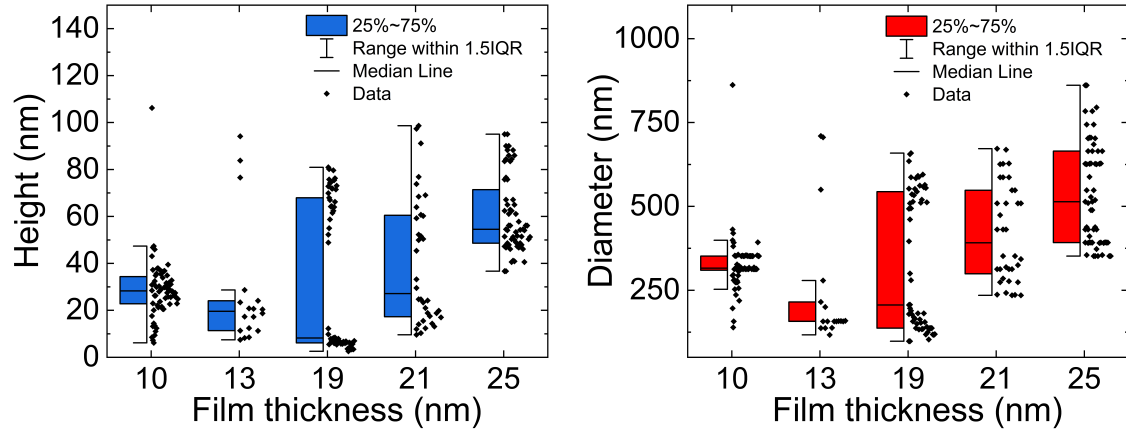 140
120
100
80
60
40
20
0
Height (nm)
25%~75%
Range within 1.5IQR
Median Line
Data
10 13 19 21 25
Film thickness (nm)
1000
750
500
250
Diameter (nm)
25%~75%
Range within 1.5IQR
Median Line
Data
10 13 19 21 25
Film thickness (nm)